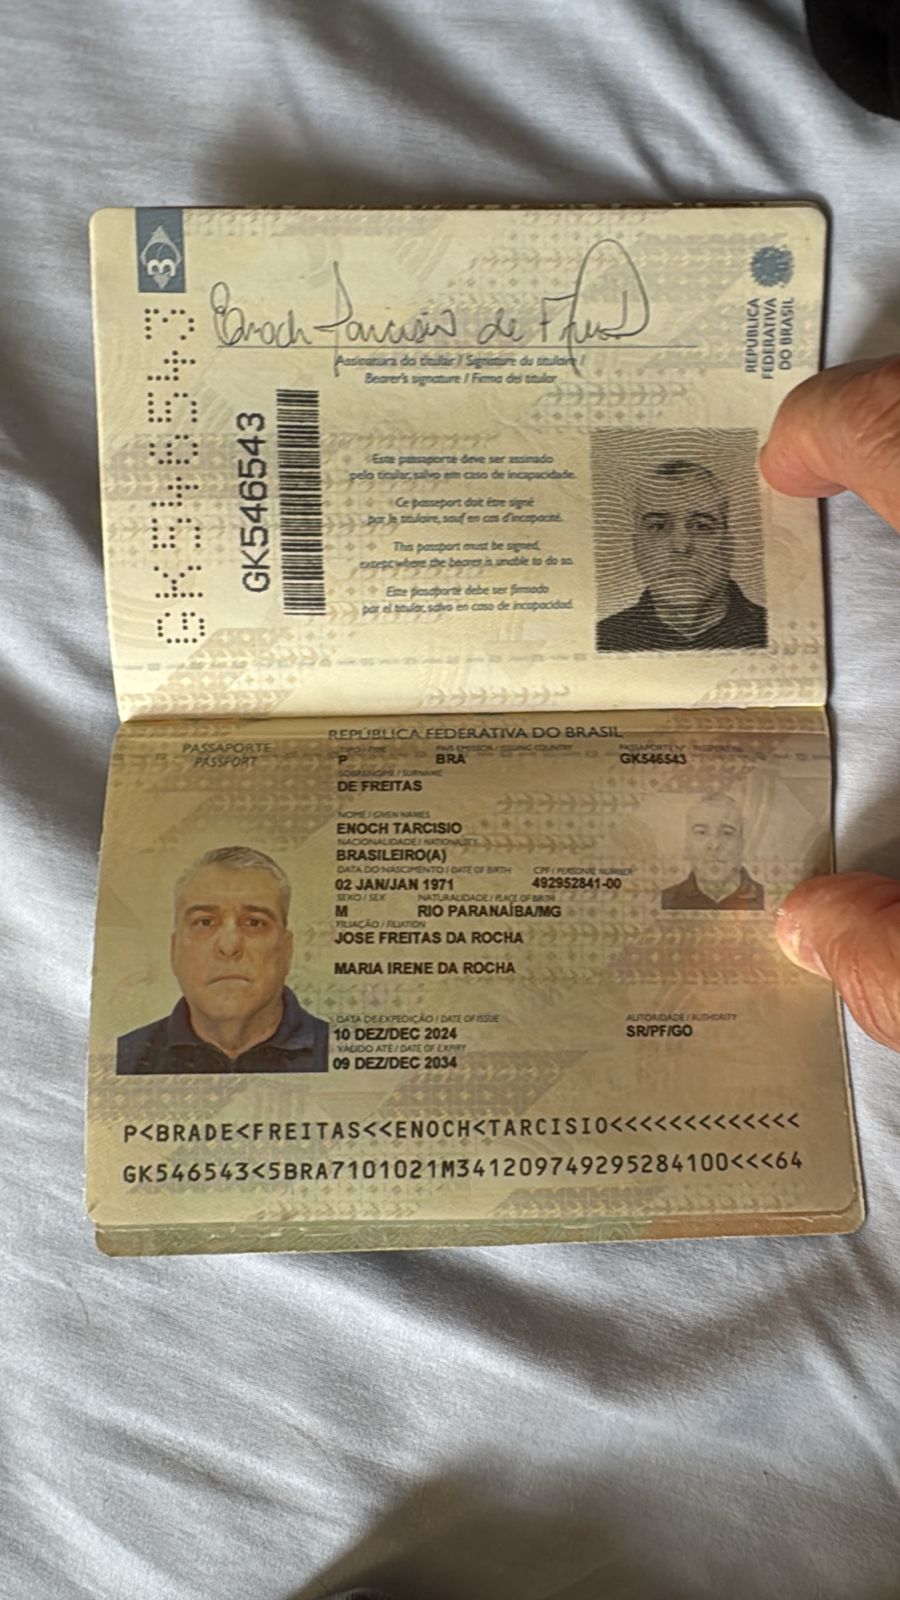 3
GK546543
Enoch Tarcisio de
Assinatura do titular / Signature du titulaire /
Bearer's signature / Firma del titular
REPÚBLICA
FEDERATIVA
DO BRASIL
GK546543
Este passaporte deve ser assinado
pelo titular, salvo em caso de incapacidade.
Ce passeport doit être signé
par le titulaire, sauf en cas d'incapacité.
This passport must be signed,
except where the bearer is unable to do so.
Este pasaporte debe ser firmado
por el titular, salvo en caso de incapacidad.
REPÚBLICA FEDERATIVA DO BRASIL
PASSAPORTE
PASSPORT
TIPO / TYPE PAÍS EMISSOR / ISSUING COUNTRY PASSAPORTE Nº
P BRA GK546543
SOBRENOME / SURNAME
DE FREITAS
NOME / GIVEN NAMES
ENOCH TARCISIO
NACIONALIDADE / NATIONALITY
BRASILEIRO(A)
DATA DO NASCIMENTO / DATE OF BIRTH CPF / PERSONAL NUMBER
02 JAN/JAN 1971 492952841-00
SEXO / SEX NATURALIDADE / PLACE OF BIRTH
M RIO PARANAÍBA/MG
FILIAÇÃO / FILIATION
JOSE FREITAS DA ROCHA
MARIA IRENE DA ROCHA
DATA DE EXPEDIÇÃO / DATE OF ISSUE AUTORIDADE / AUTHORITY
10 DEZ/DEC 2024 SR/PF/GO
VÁLIDO ATÉ / DATE OF EXPIRY
09 DEZ/DEC 2034
P<BRADE<FREITAS<<ENOCH<TARCISIO<<<<<<<<<<<<<
GK546543<5BRA7101021M341209749295284100<<<64